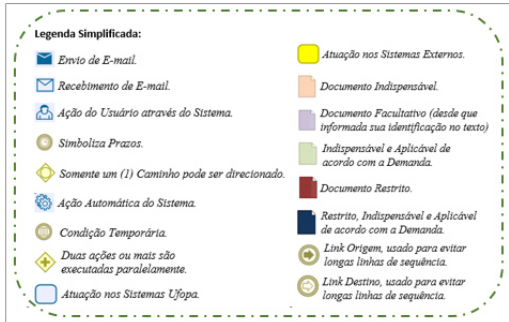 Legenda Simplificada:
Envio de E-mail.
Recebimento de E-mail.
Ação do Usuário através do Sistema.
Simboliza Prazos.
Somente um (1) Caminho pode ser direcionado.
Ação Automática do Sistema.
Condição Temporária.
Duas ações ou mais são
executadas paralelamente.
Atuação nos Sistemas Ufopa.
Atuação nos Sistemas Externos.
Documento Indispensável.
Documento Facultativo (desde que
informada sua identificação no texto)
Indispensável e Aplicável de
acordo com a Demanda.
Documento Restrito.
Restrito, Indispensável e Aplicável
de acordo com a Demanda.
Link Origem, usado para evitar
longas linhas de sequência.
Link Destino, usado para evitar
longas linhas de sequência.